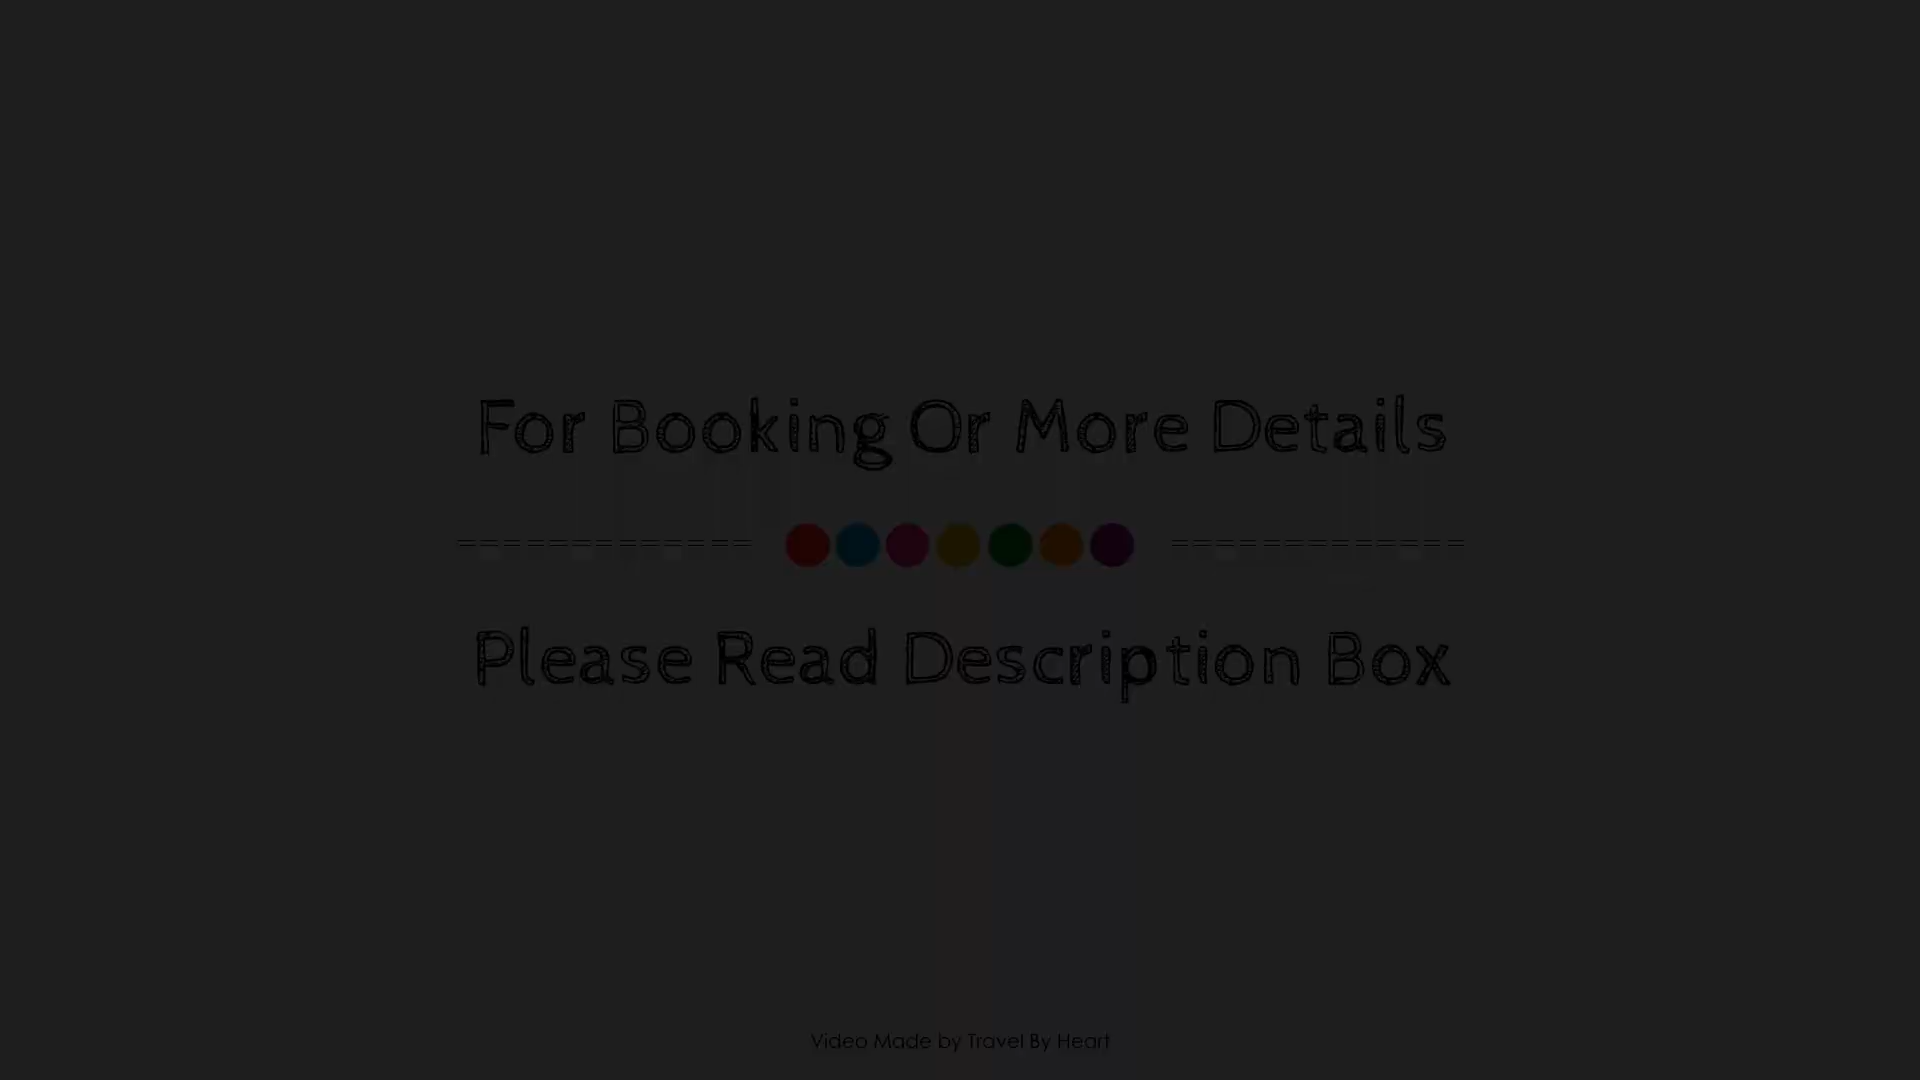 For Booking Or More Details
============= =============
Please Read Description Box
Video Made by Travel By Heart